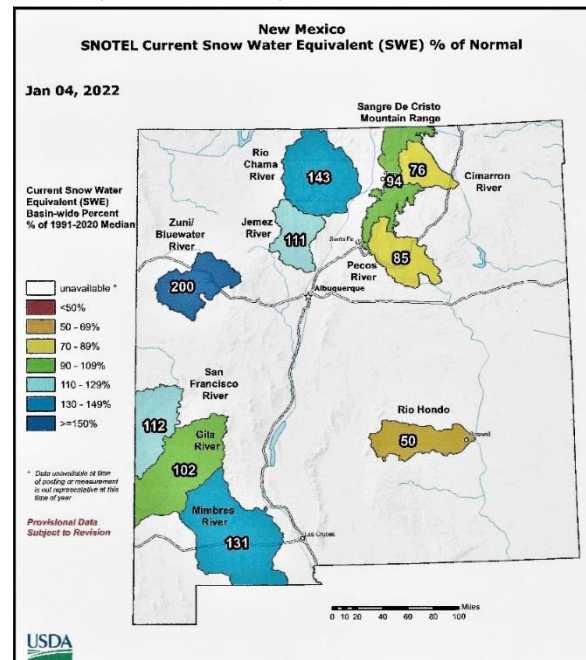 New Mexico
SNOTEL Current Snow Water Equivalent (SWE) % of Normal
Jan 04, 2022
Current Snow Water
Equivalent (SWE)
Basin-wide Percent
% of 1991-2020 Median
unavailable *
<50%
50 - 69%
70 - 89%
90 - 109%
110 - 129%
130 - 149%
>=150%
* Data unavailable at time
of posting or measurement
is not representative at this
time of year
Provisional Data
Subject to Revision
Sangre De Cristo
Mountain Range
Rio
Chama
River
143
94
76
Cimarron
River
Zuni/
Bluewater
River
200
Jemez
River
111
Santa Fe
Pecos
River
85
Albuquerque
San
Francisco
River
112
Gila
River
102
Rio Hondo
50
Roswell
Mimbres
River
131
Las Cruces
Miles
0 10 20 40 60 80 100
USDA